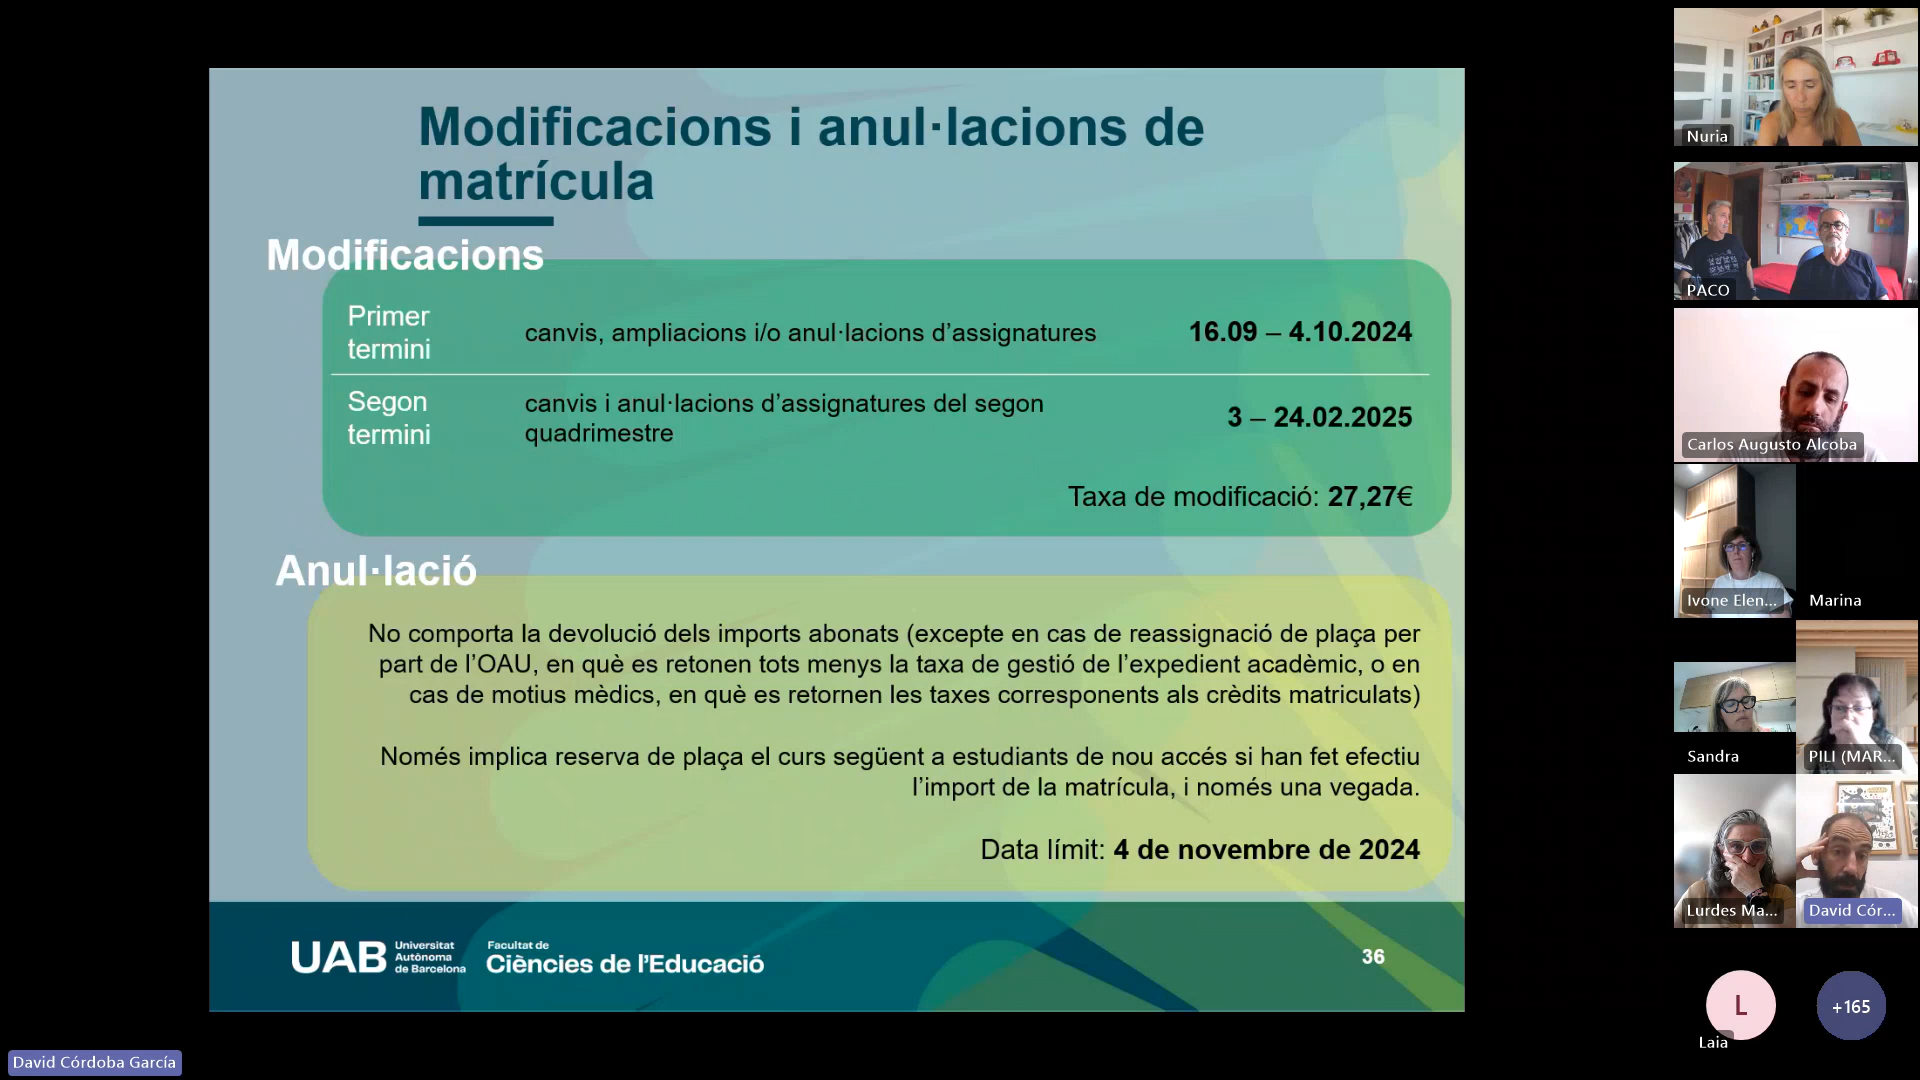 Modificacions i anul·lacions de
matrícula
Modificacions
Primer
termini
canvis, ampliacions i/o anul·lacions d’assignatures
16.09 – 4.10.2024
Segon
termini
canvis i anul·lacions d’assignatures del segon
quadrimestre
3 – 24.02.2025
Taxa de modificació: 27,27€
Anul·lació
No comporta la devolució dels imports abonats (excepte en cas de reassignació de plaça per
part de l’OAU, en què es retonen tots menys la taxa de gestió de l’expedient acadèmic, o en
cas de motius mèdics, en què es retornen les taxes corresponents als crèdits matriculats)
Només implica reserva de plaça el curs següent a estudiants de nou accés si han fet efectiu
l’import de la matrícula, i només una vegada.
Data límit: 4 de novembre de 2024
UAB
Universitat
Autònoma
de Barcelona
Facultat de
Ciències de l’Educació
36
David Córdoba García
Nuria
PACO
Carlos Augusto Alcoba
Ivone Elen...
Marina
Sandra
PILI (MAR...
Lurdes Ma...
David Cór...
L
Laia
+165